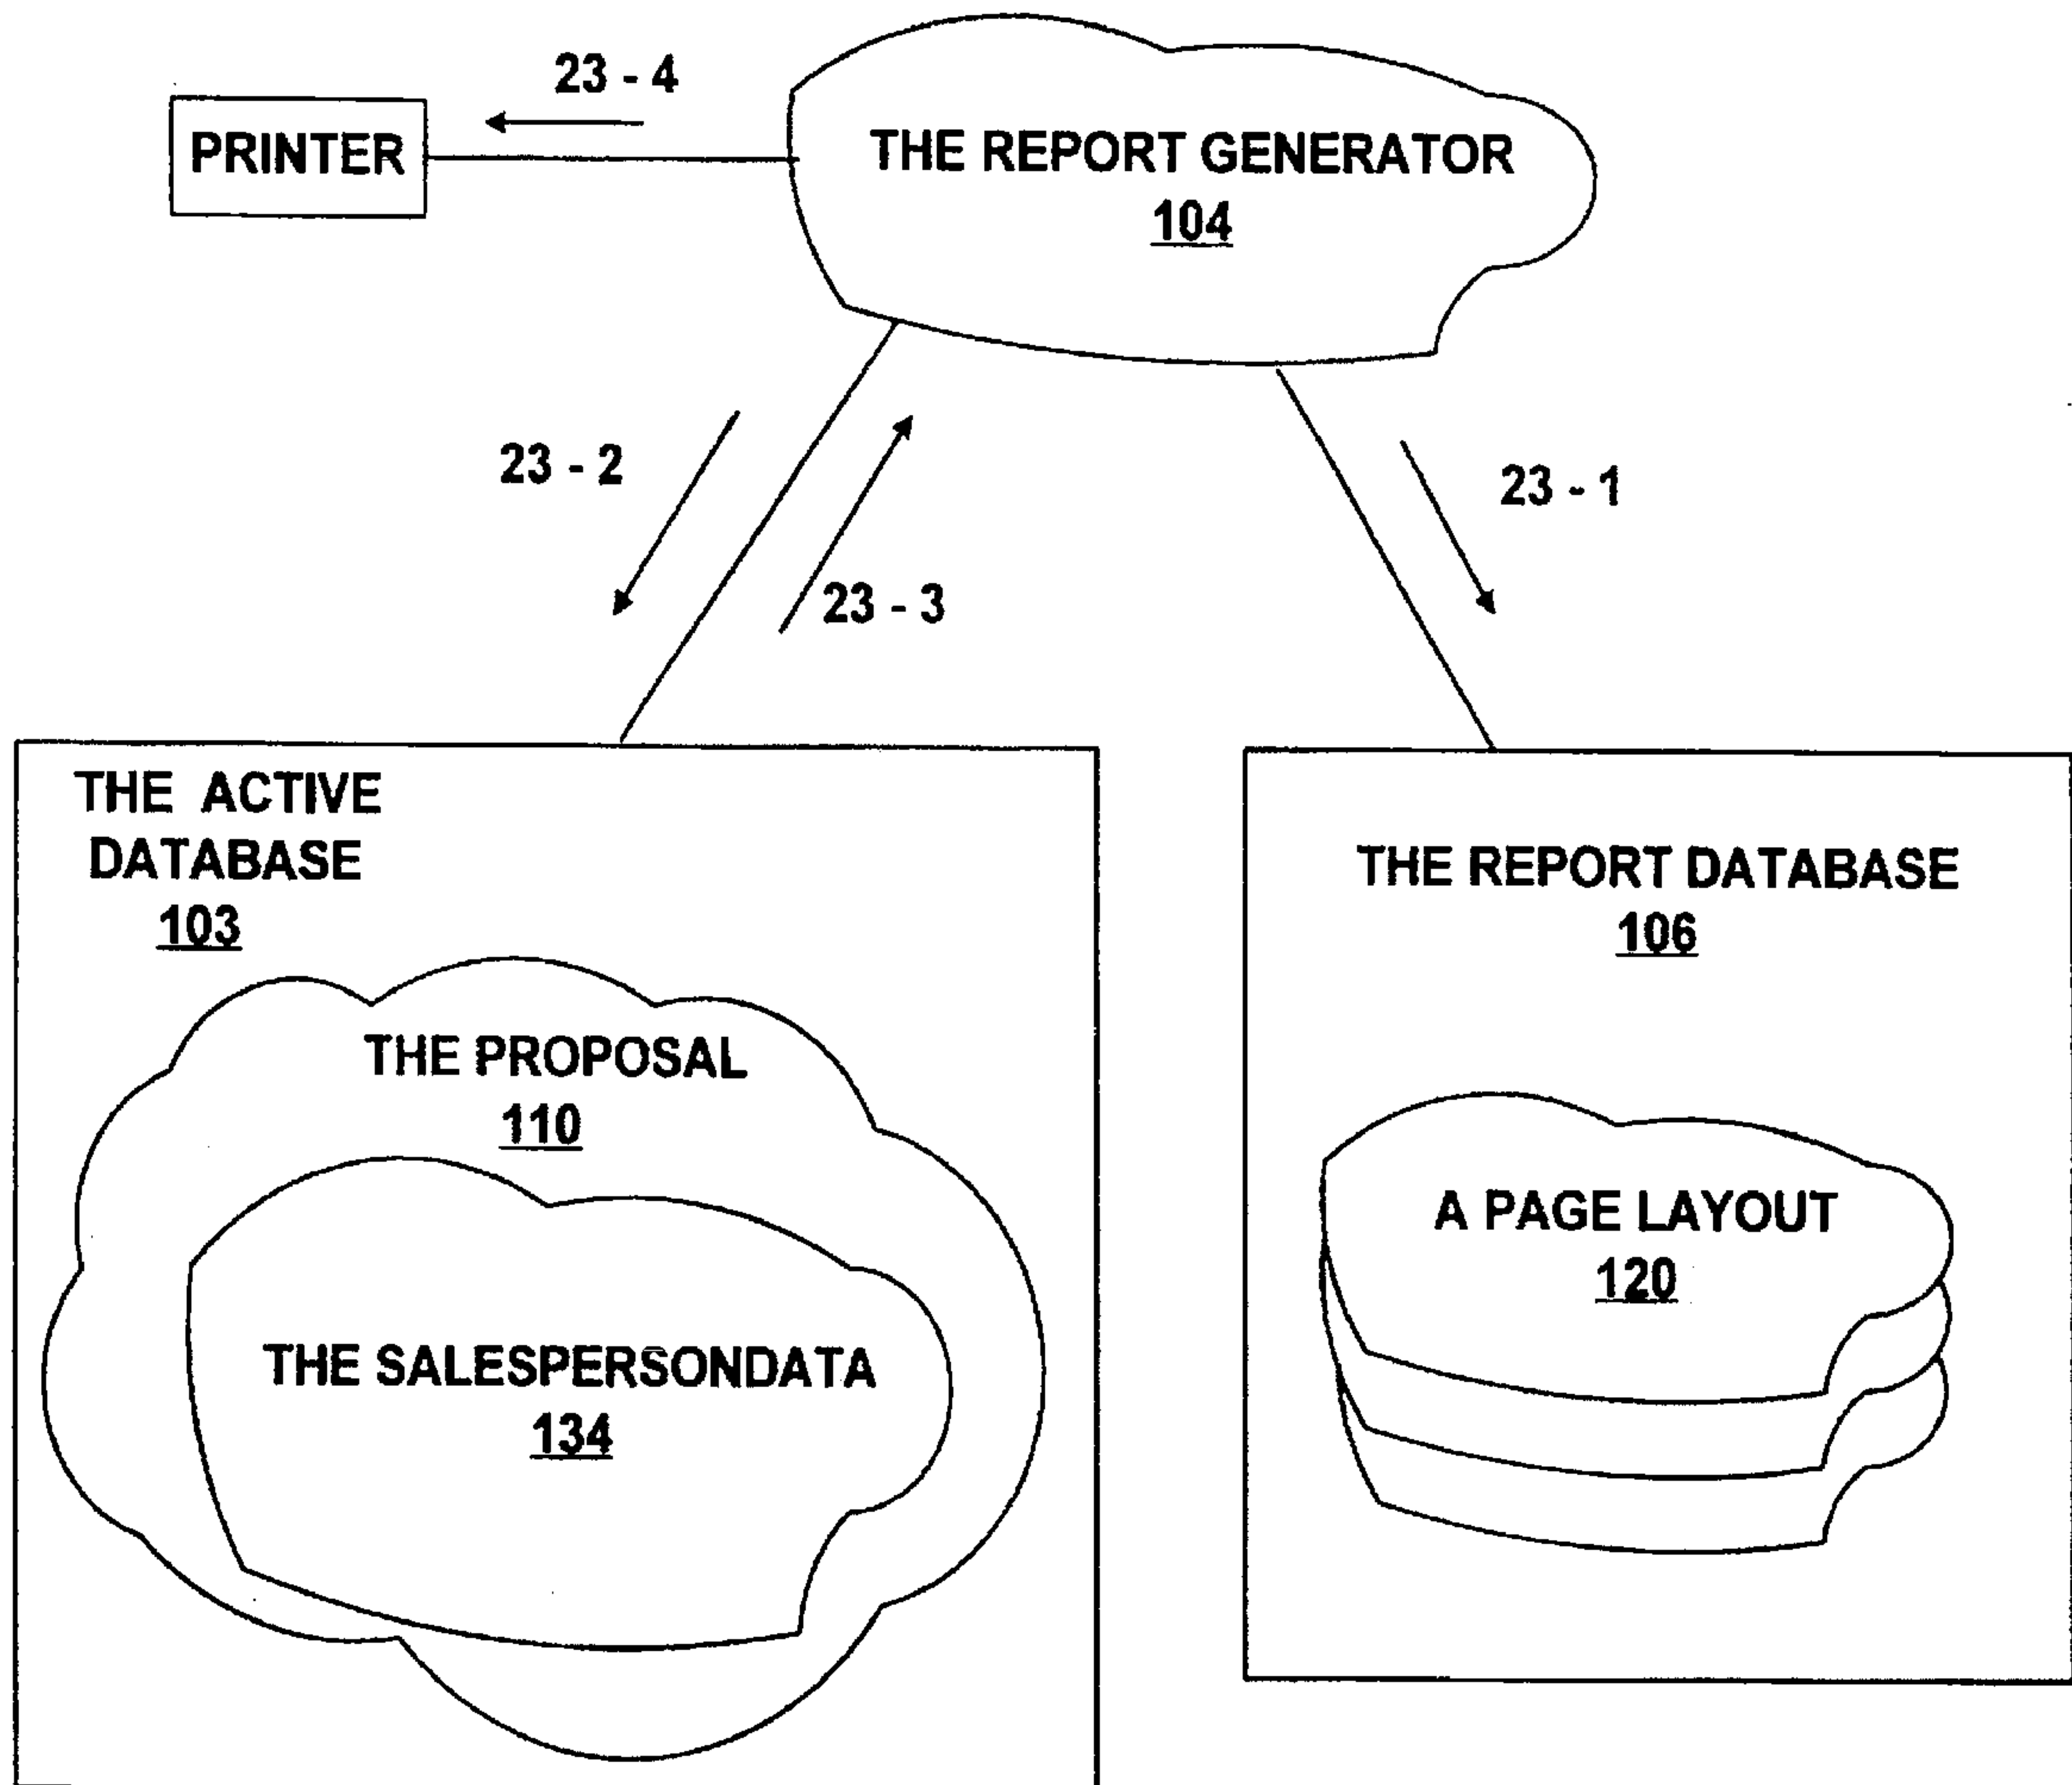 23 - 4
PRINTER
THE REPORT GENERATOR
104
23 - 2
23 - 3
23 - 1
THE ACTIVE
DATABASE
103
THE PROPOSAL
110
THE SALESPERSONDATA
134
THE REPORT DATABASE
106
A PAGE LAYOUT
120